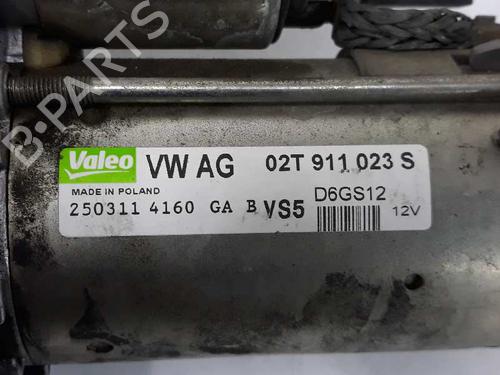 B-PARTS
Valeo VW AG 02T 911 023 S
MADE IN POLAND D6GS12
250311 4160 GA B VS5 12V